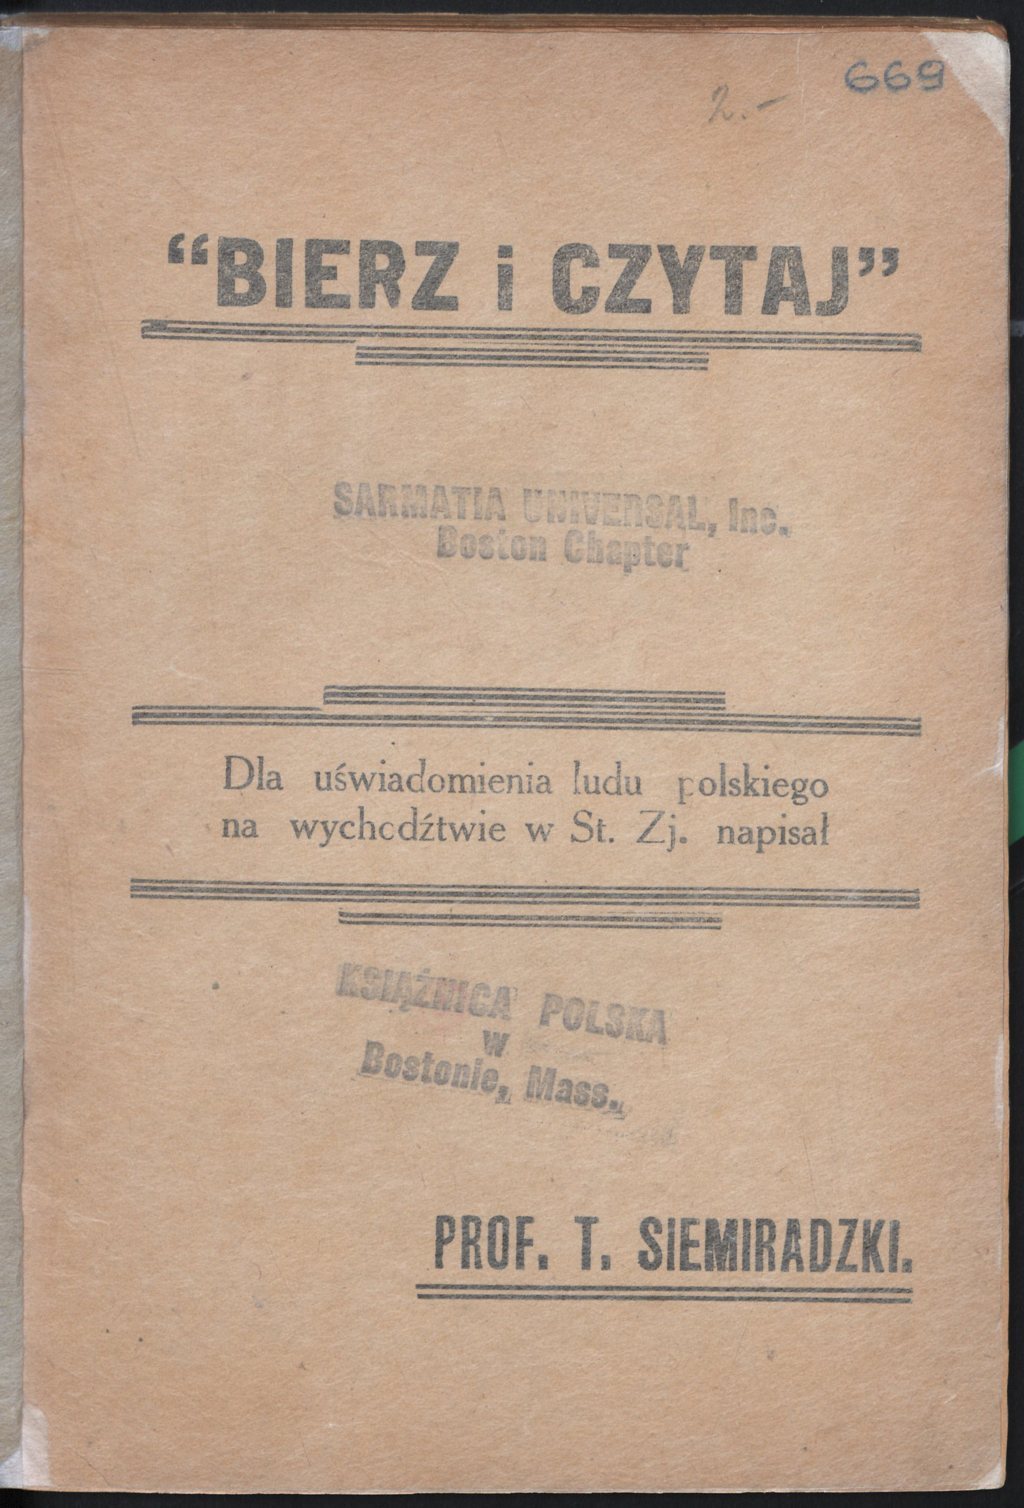 669
2.-
“BIERZ i CZYTAJ”
SARMATIA UNIVERSAL, Inc.
Boston Chapter
Dla uświadomienia ludu polskiego
na wychodźtwie w St. Zj. napisał
KSIĄŻNICA POLSKA
w
Bostonie, Mass.
PROF. T. SIEMIRADZKI.